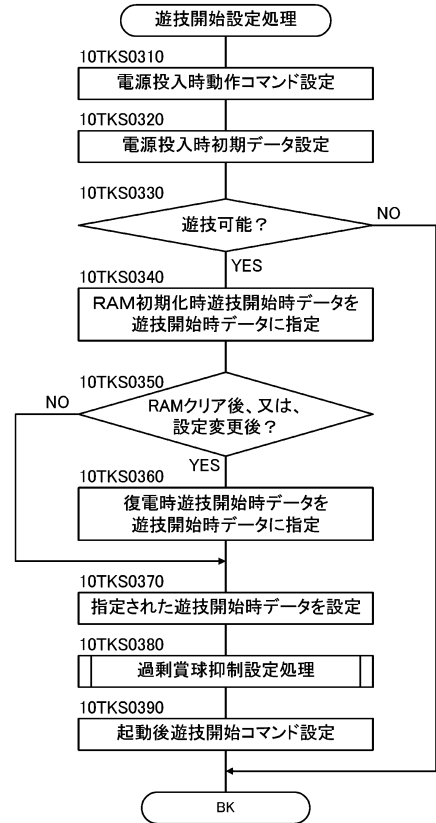 遊技開始設定処理
10TKS0310
電源投入時動作コマンド設定
10TKS0320
電源投入時初期データ設定
10TKS0330
遊技可能？
NO
YES
10TKS0340
ＲＡＭ初期化時遊技開始時データを
遊技開始時データに指定
10TKS0350
NO
RAMクリア後、又は、
設定変更後？
YES
10TKS0360
復電時遊技開始時データを
遊技開始時データに指定
10TKS0370
指定された遊技開始時データを設定
10TKS0380
過剰賞球抑制設定処理
10TKS0390
起動後遊技開始コマンド設定
BK